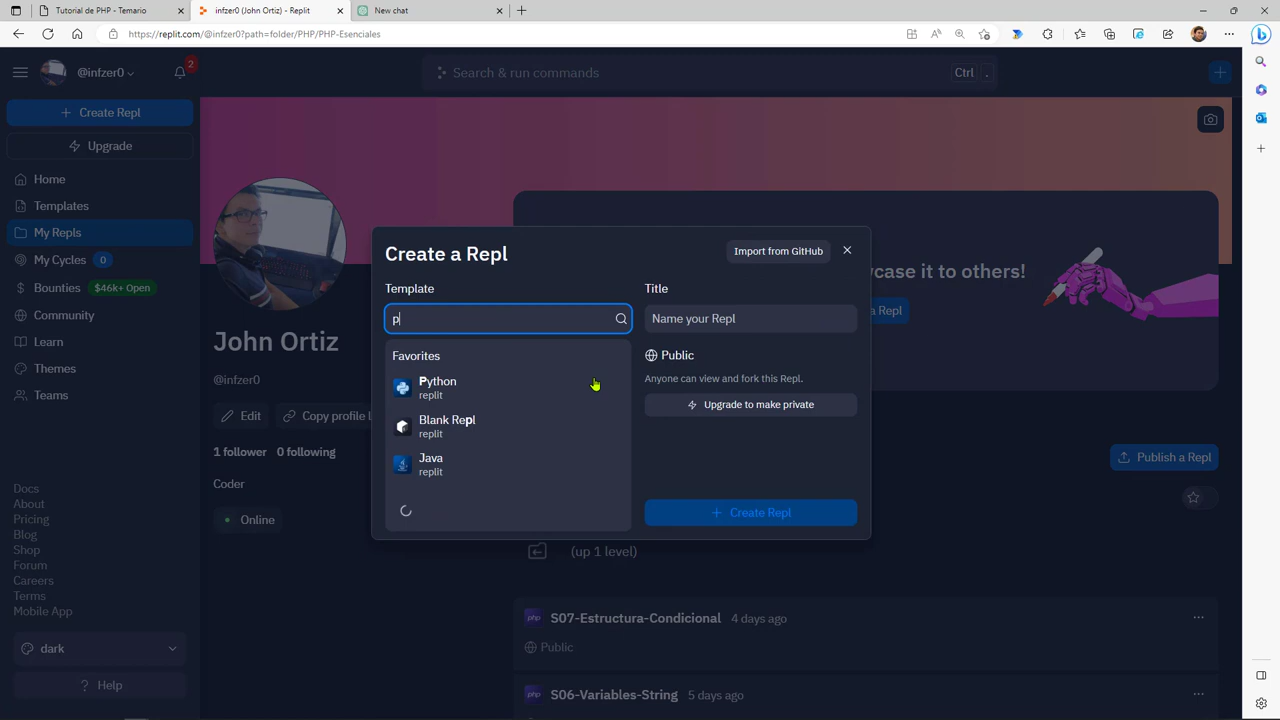 Tutorial de PHP - Temario
infzer0 (John Ortiz) - Replit
New chat
https://replit.com/@infzer0?path=folder/PHP/PHP-Esenciales
@infzer0
2
Search & run commands
Ctrl .
Create Repl
Upgrade
Home
Templates
My Repls
My Cycles 0
Bounties $46k+ Open
Community
Learn
Themes
Teams
Docs
About
Pricing
Blog
Shop
Forum
Careers
Terms
Mobile App
dark
Help
John Ortiz
@infzer0
Edit
Copy profile l
1 follower 0 following
Coder
Online
case it to others!
a Repl
Publish a Repl
Create a Repl
Import from GitHub
Template
p
Favorites
Python
replit
Blank Repl
replit
Java
replit
Title
Name your Repl
Public
Anyone can view and fork this Repl.
Upgrade to make private
Create Repl
(up 1 level)
php S07-Estructura-Condicional 4 days ago
Public
php S06-Variables-String 5 days ago